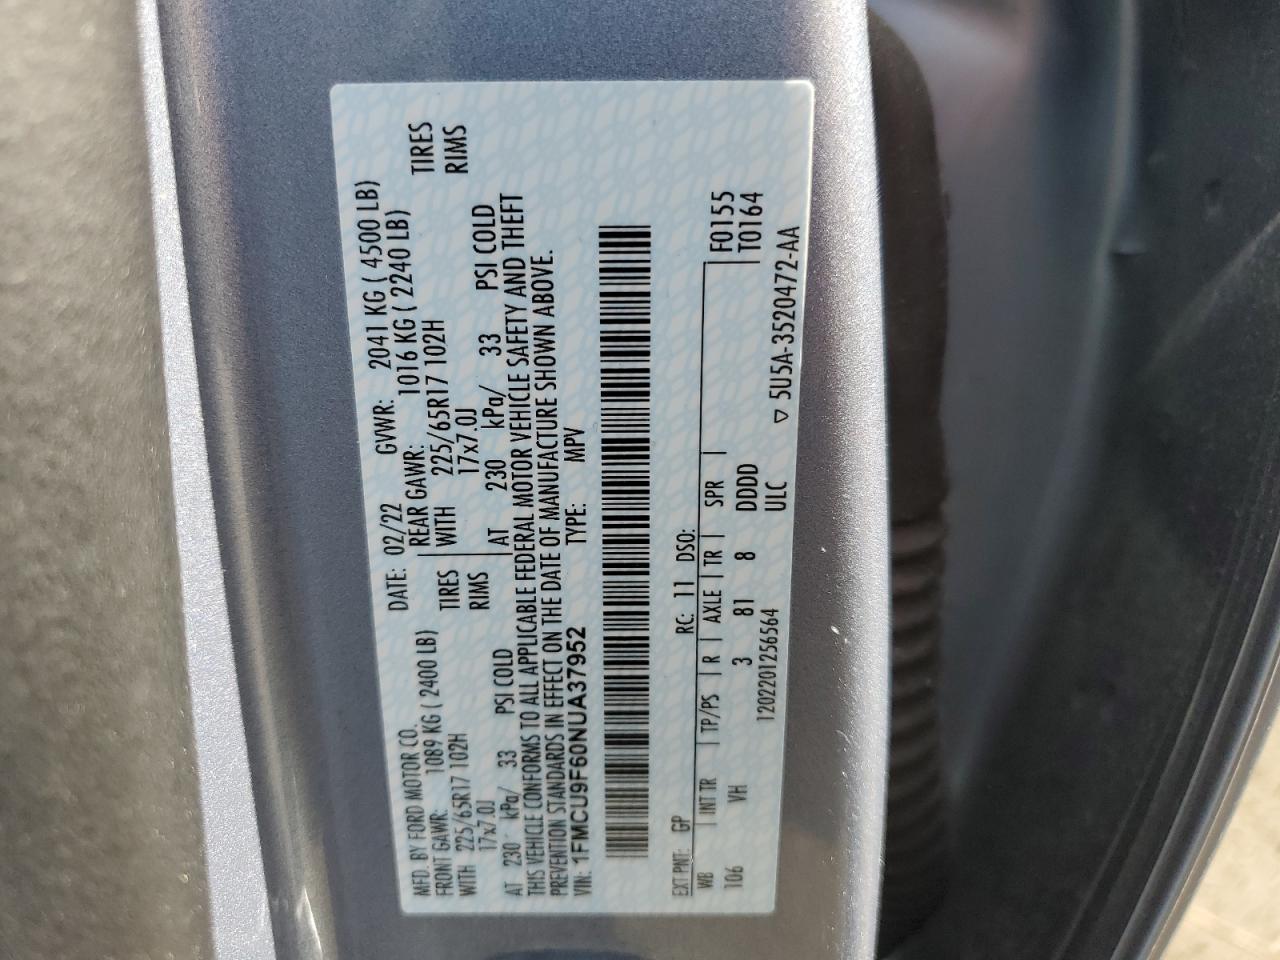 MFD. BY FORD MOTOR CO. DATE: 02/22 GVWR: 2041 KG ( 4500 LB)
FRONT GAWR: 1089 KG ( 2400 LB) REAR GAWR: 1016 KG ( 2240 LB)
WITH 225/65R17 102H TIRES WITH 225/65R17 102H TIRES
17x7.0J RIMS 17x7.0J RIMS
AT 230 kPa/ 33 PSI COLD AT 230 kPa/ 33 PSI COLD
THIS VEHICLE CONFORMS TO ALL APPLICABLE FEDERAL MOTOR VEHICLE SAFETY AND THEFT
PREVENTION STANDARDS IN EFFECT ON THE DATE OF MANUFACTURE SHOWN ABOVE.
VIN: 1FMCU9F60NUA37952 TYPE: MPV
EXT PNT: GP RC: 11 DSO: F0155
WB INT TR TP/PS R AXLE TR SPR T0164
106 VH 3 81 8 DDDD
1202201256564 ULC ▽ 5U5A-3520472-AA